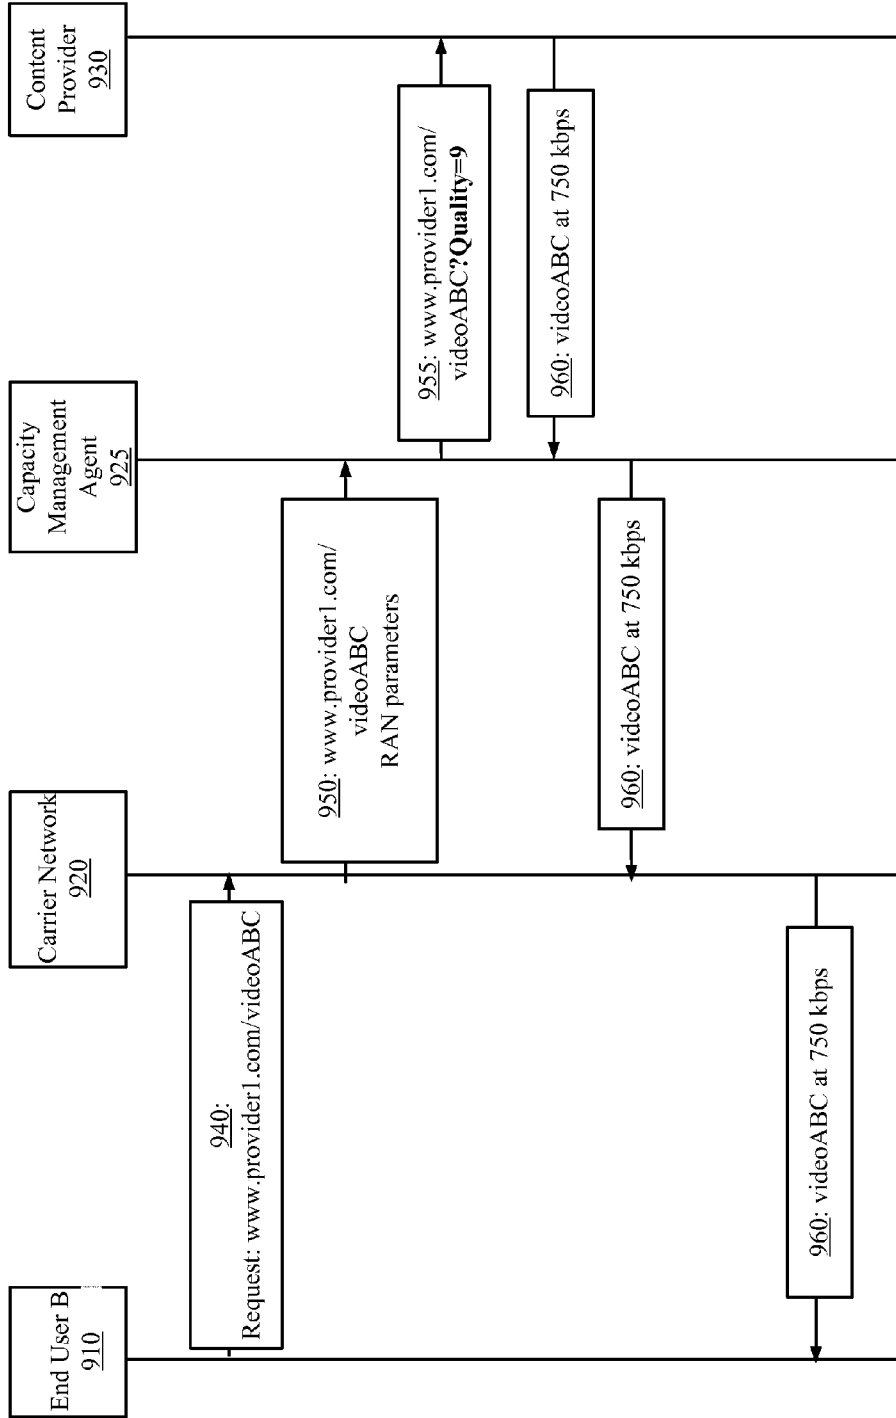 End User B
910
Carrier Network
920
Capacity
Management
Agent
925
Content
Provider
930
940:
Request: www.provider1.com/videoABC
950: www.provider1.com/
videoABC
RAN parameters
955: www.provider1.com/
videoABC?Quality=9
960: videoABC at 750 kbps
960: videoABC at 750 kbps
960: videoABC at 750 kbps